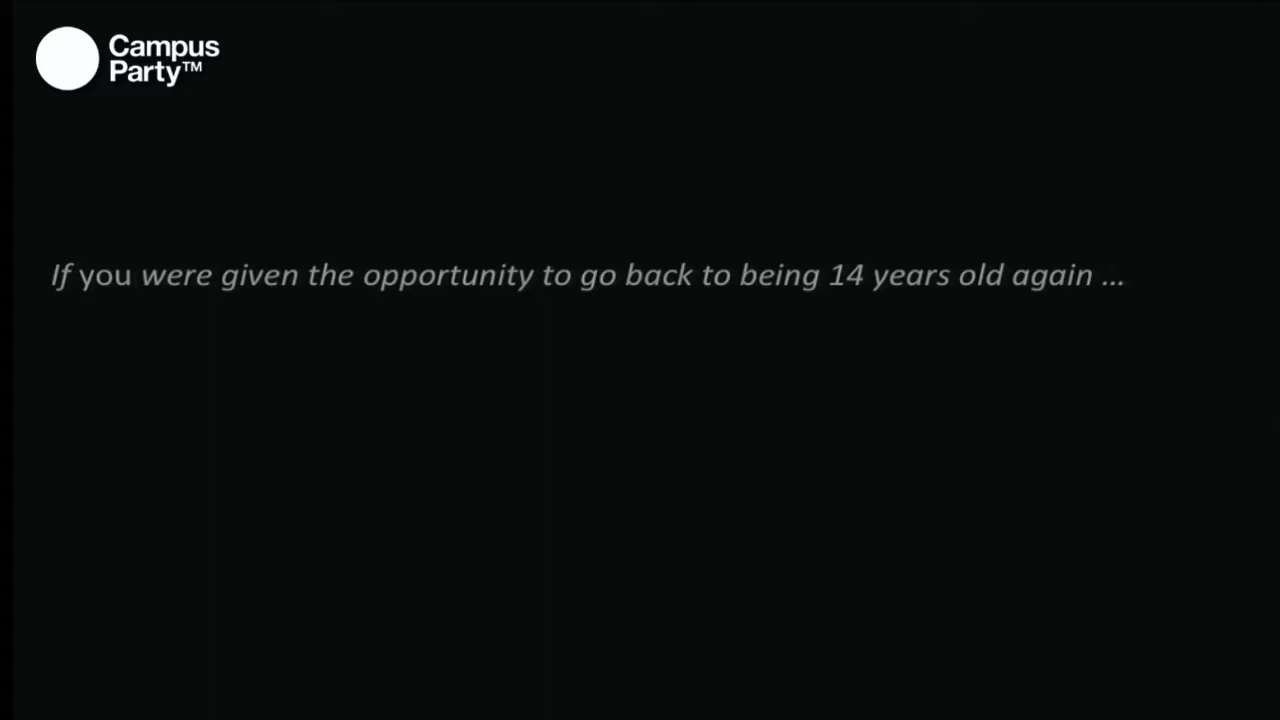 Campus
Party™
If you were given the opportunity to go back to being 14 years old again ...